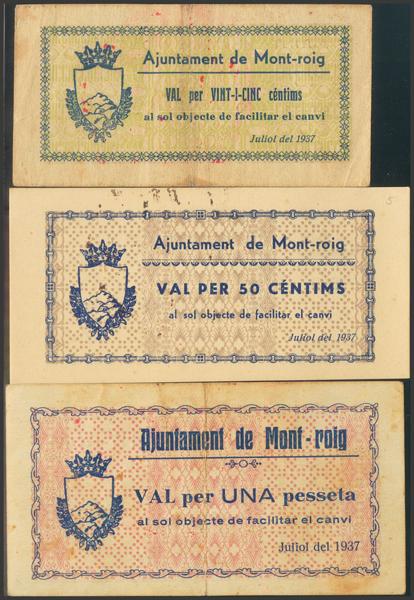 Ajuntament de Mont-roig
VAL per VINT-I-CINC cèntims
al sol objecte de facilitar el canvi
Juliol del 1937
5
Ajuntament de Mont-roig
VAL PER 50 CÉNTIMS
al sol objecte de facilitar el canvi
Juliol del 1937
Ajuntament de Mont-roig
VAL per UNA pesseta
al sol objecte de facilitar el canvi
Juliol del 1937